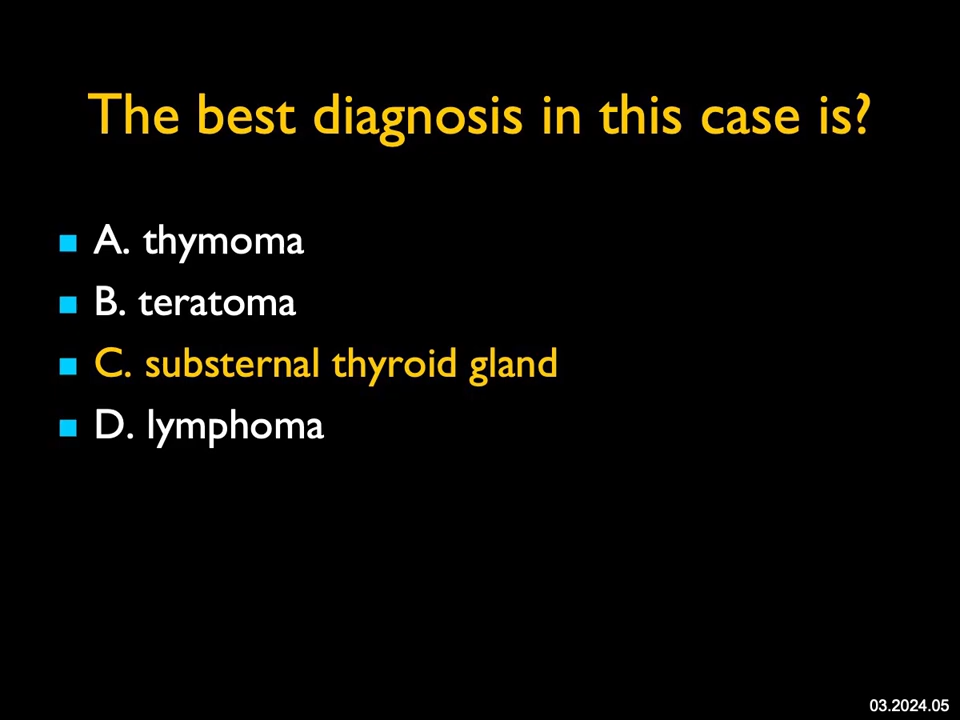 The best diagnosis in this case is?
A. thymoma
B. teratoma
C. substernal thyroid gland
D. lymphoma
03.2024.05